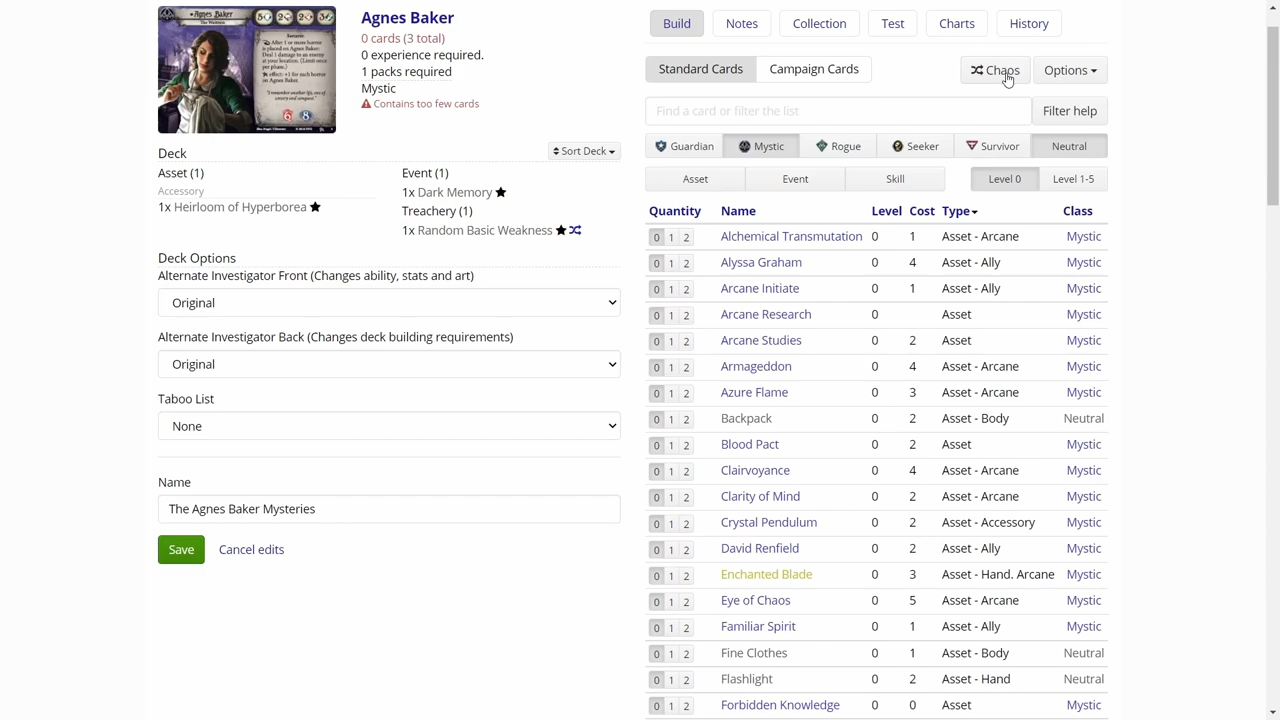 Agnes Baker
The Waitress
Agnes Baker
0 cards (3 total)
0 experience required.
1 packs required
Mystic
Contains too few cards
Deck
Sort Deck
Asset (1)
Accessory
1x Heirloom of Hyperborea
Event (1)
1x Dark Memory
Treachery (1)
1x Random Basic Weakness
Deck Options
Alternate Investigator Front (Changes ability, stats and art)
Original
Alternate Investigator Back (Changes deck building requirements)
Original
Taboo List
None
Name
The Agnes Baker Mysteries
Save Cancel edits
Build
History
Options
Find a card
the list
Filter help
Guardian Mystic Rogue Seeker Survivor Neutral
Asset Event Skill Level 0 Level 1-5
Quantity Name Level Cost Type Class
0 1 2 Alchemical Transmutation 0 1 Asset - Arcane Mystic
0 1 2 Alyssa Graham 0 4 Asset - Ally Mystic
0 1 2 Arcane Initiate 0 1 Asset - Ally Mystic
0 1 2 Arcane Research 0 Asset Mystic
0 1 2 Arcane Studies 0 2 Asset Mystic
0 1 2 Armageddon 0 4 Asset - Arcane Mystic
0 1 2 Azure Flame 0 3 Asset - Arcane Mystic
0 1 2 Backpack 0 2 Asset - Body Neutral
0 1 2 Blood Pact 0 2 Asset Mystic
0 1 2 Clairvoyance 0 4 Asset - Arcane Mystic
0 1 2 Clarity of Mind 0 2 Asset - Arcane Mystic
0 1 2 Crystal Pendulum 0 2 Asset - Accessory Mystic
0 1 2 David Renfield 0 2 Asset - Ally Mystic
0 1 2 Enchanted Blade 0 3 Asset - Hand. Arcane Mystic
0 1 2 Eye of Chaos 0 5 Asset - Arcane Mystic
0 1 2 Familiar Spirit 0 1 Asset - Ally Mystic
0 1 2 Fine Clothes 0 1 Asset - Body Neutral
0 1 2 Flashlight 0 2 Asset - Hand Neutral
0 1 2 Forbidden Knowledge 0 0 Asset Mystic